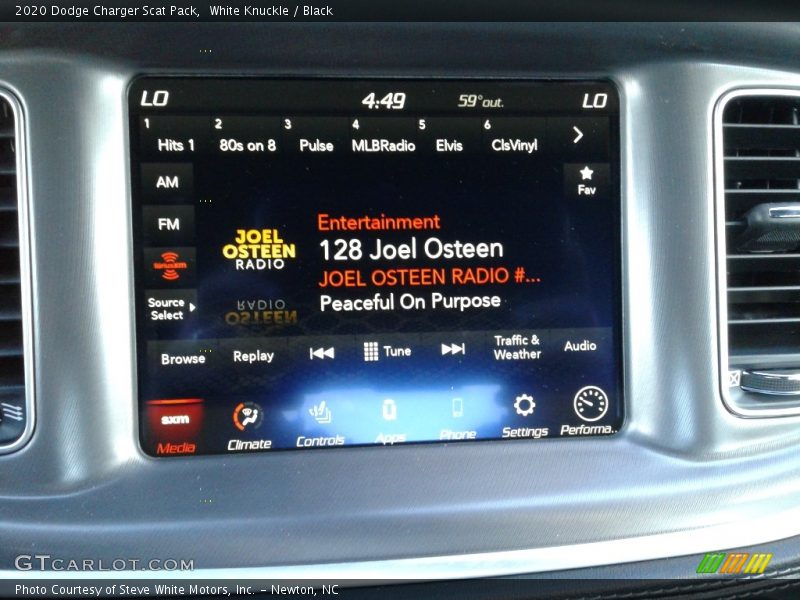 2020 Dodge Charger Scat Pack,  White Knuckle / Black
LO 4:49 59°out. LO
1 2 3 4 5 6
Hits 1 80s on 8 Pulse MLBRadio Elvis ClsVinyl
AM
Fav
FM
siriusxm
Source
Select
JOEL
OSTEEN
RADIO
Entertainment
128 Joel Osteen
JOEL OSTEEN RADIO #...
Peaceful On Purpose
Browse Replay Tune Traffic &
Weather Audio
sxm
Media Climate Controls Apps Phone Settings Performa..
GTCARLOT.COM
Photo Courtesy of Steve White Motors, Inc. – Newton, NC